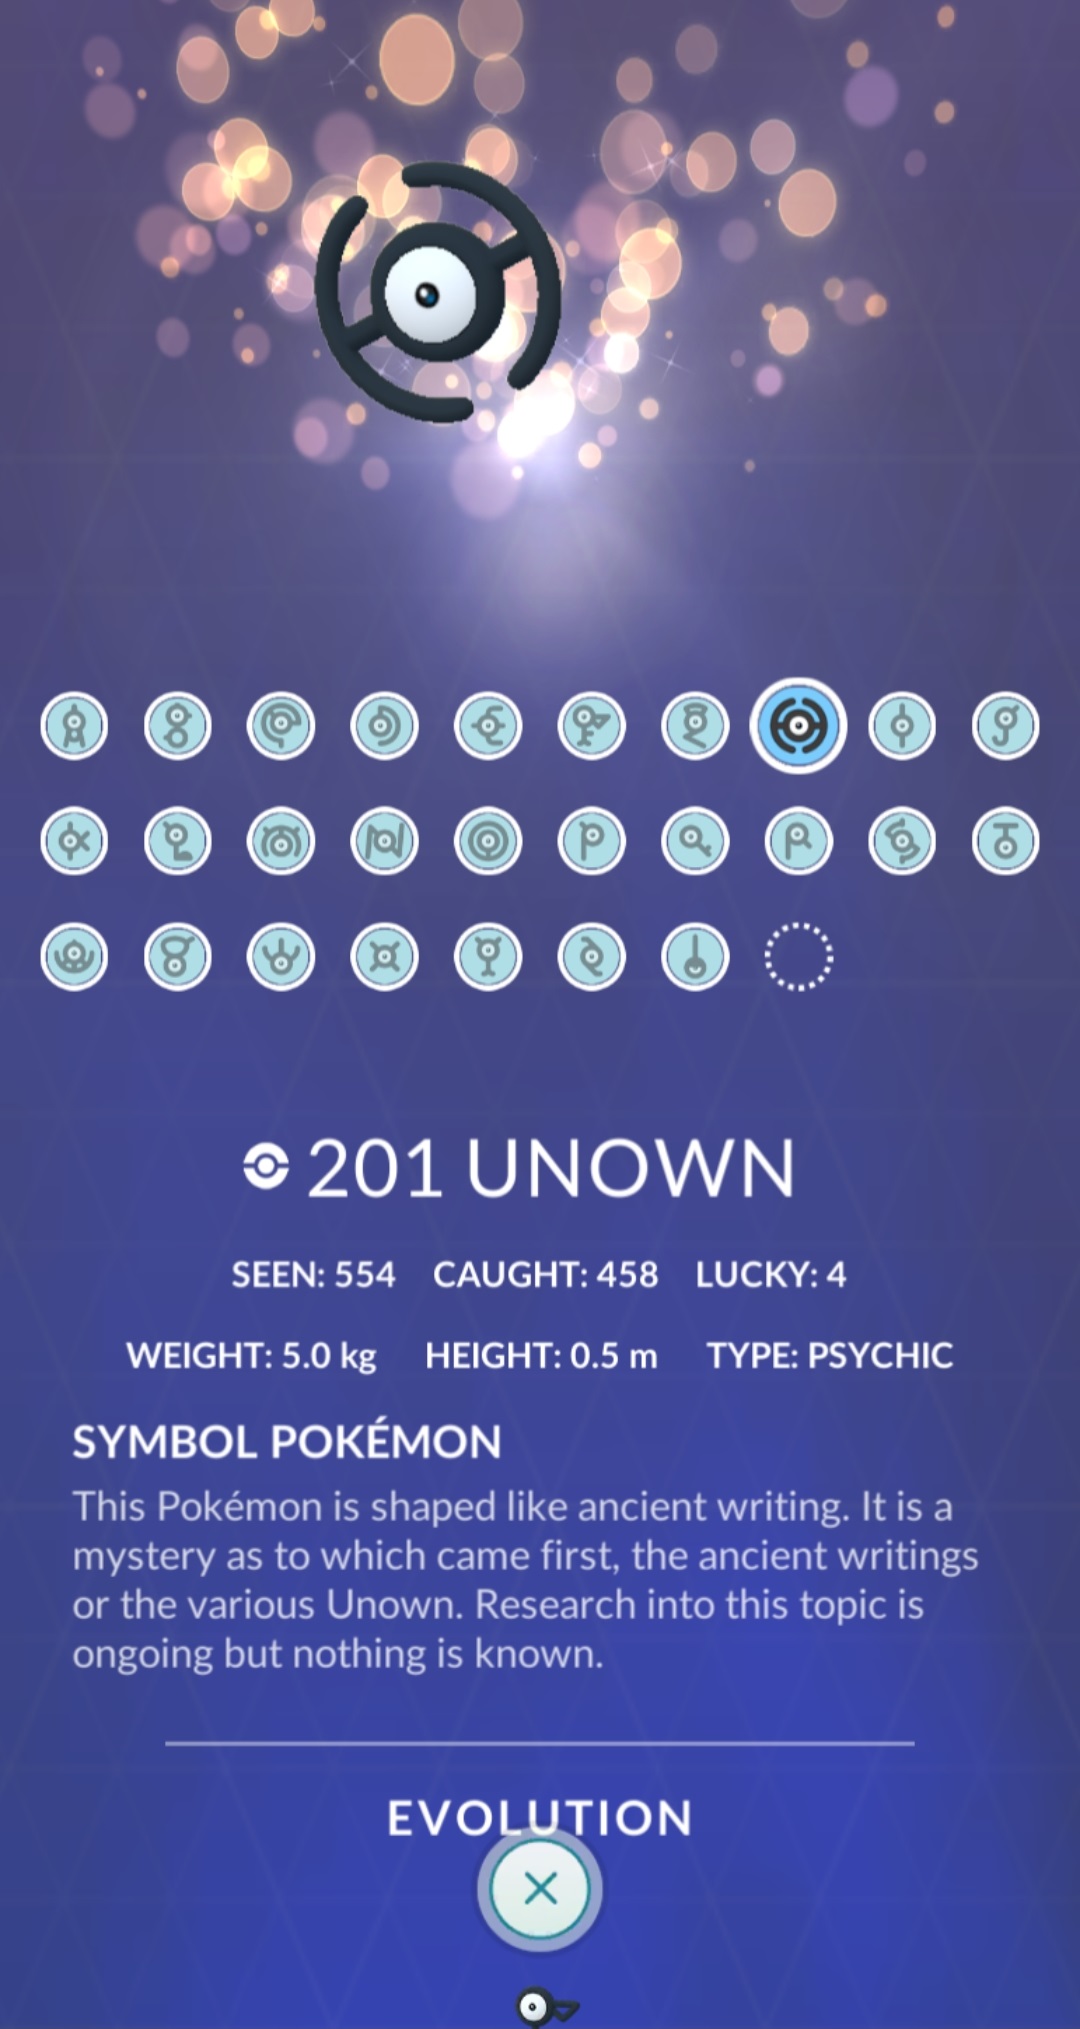 201 UNOWN
SEEN: 554 CAUGHT: 458 LUCKY: 4
WEIGHT: 5.0 kg HEIGHT: 0.5 m TYPE: PSYCHIC
SYMBOL POKÉMON
This Pokémon is shaped like ancient writing. It is a
mystery as to which came first, the ancient writings
or the various Unown. Research into this topic is
ongoing but nothing is known.
EVOLUTION